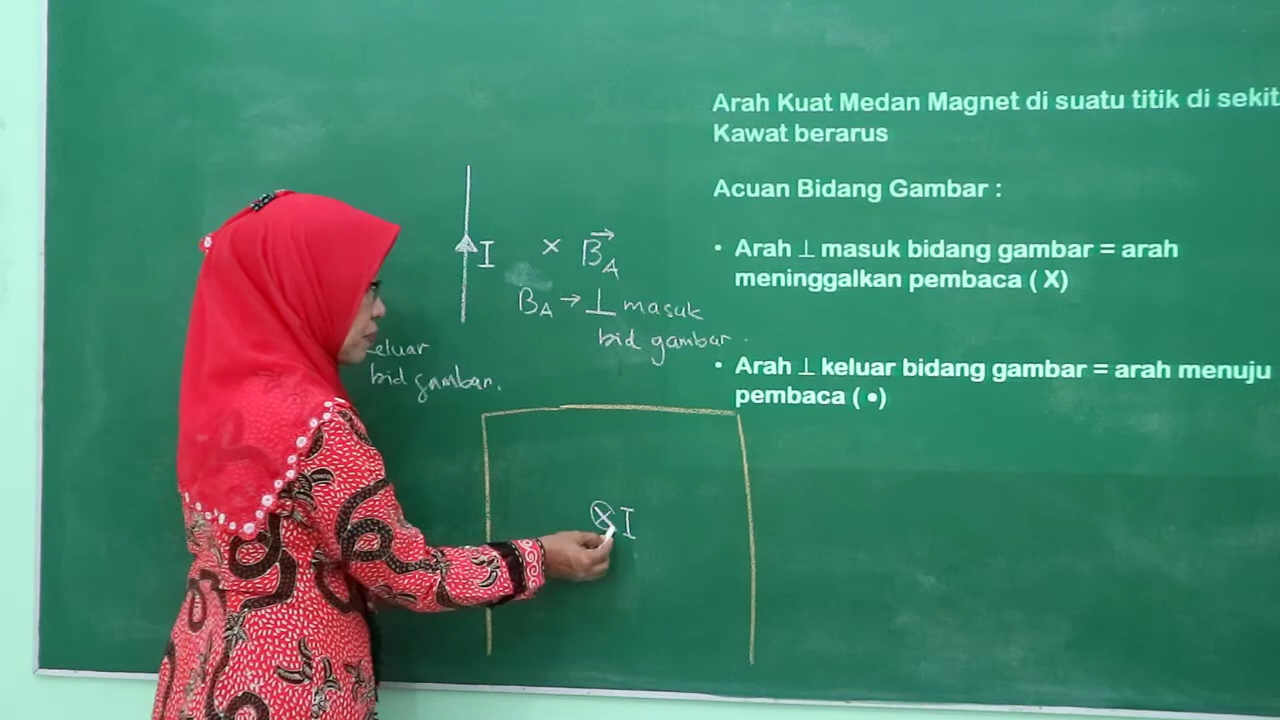 Arah Kuat Medan Magnet di suatu titik di sekit
Kawat berarus
Acuan Bidang Gambar :
• Arah ⊥ masuk bidang gambar = arah
meninggalkan pembaca ( X)
• Arah ⊥ keluar bidang gambar = arah menuju
pembaca ( •)
I × B⃗A
BA → ⊥ masuk
bid gambar.
eluar
bid gambar.
⊗ I